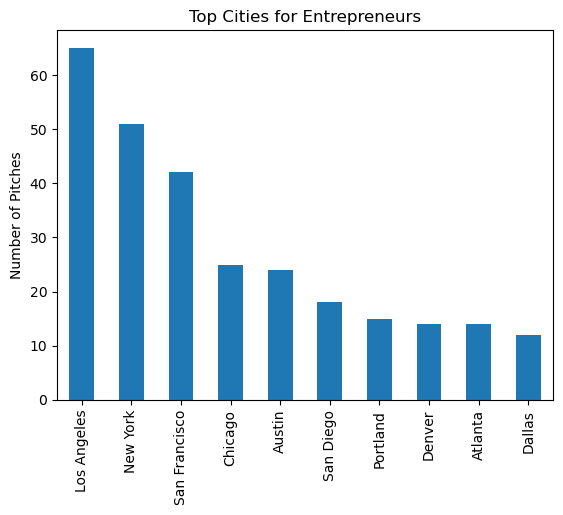 Top Cities for Entrepreneurs
Number of Pitches
60
50
40
30
20
10
0
Los Angeles
New York
San Francisco
Chicago
Austin
San Diego
Portland
Denver
Atlanta
Dallas